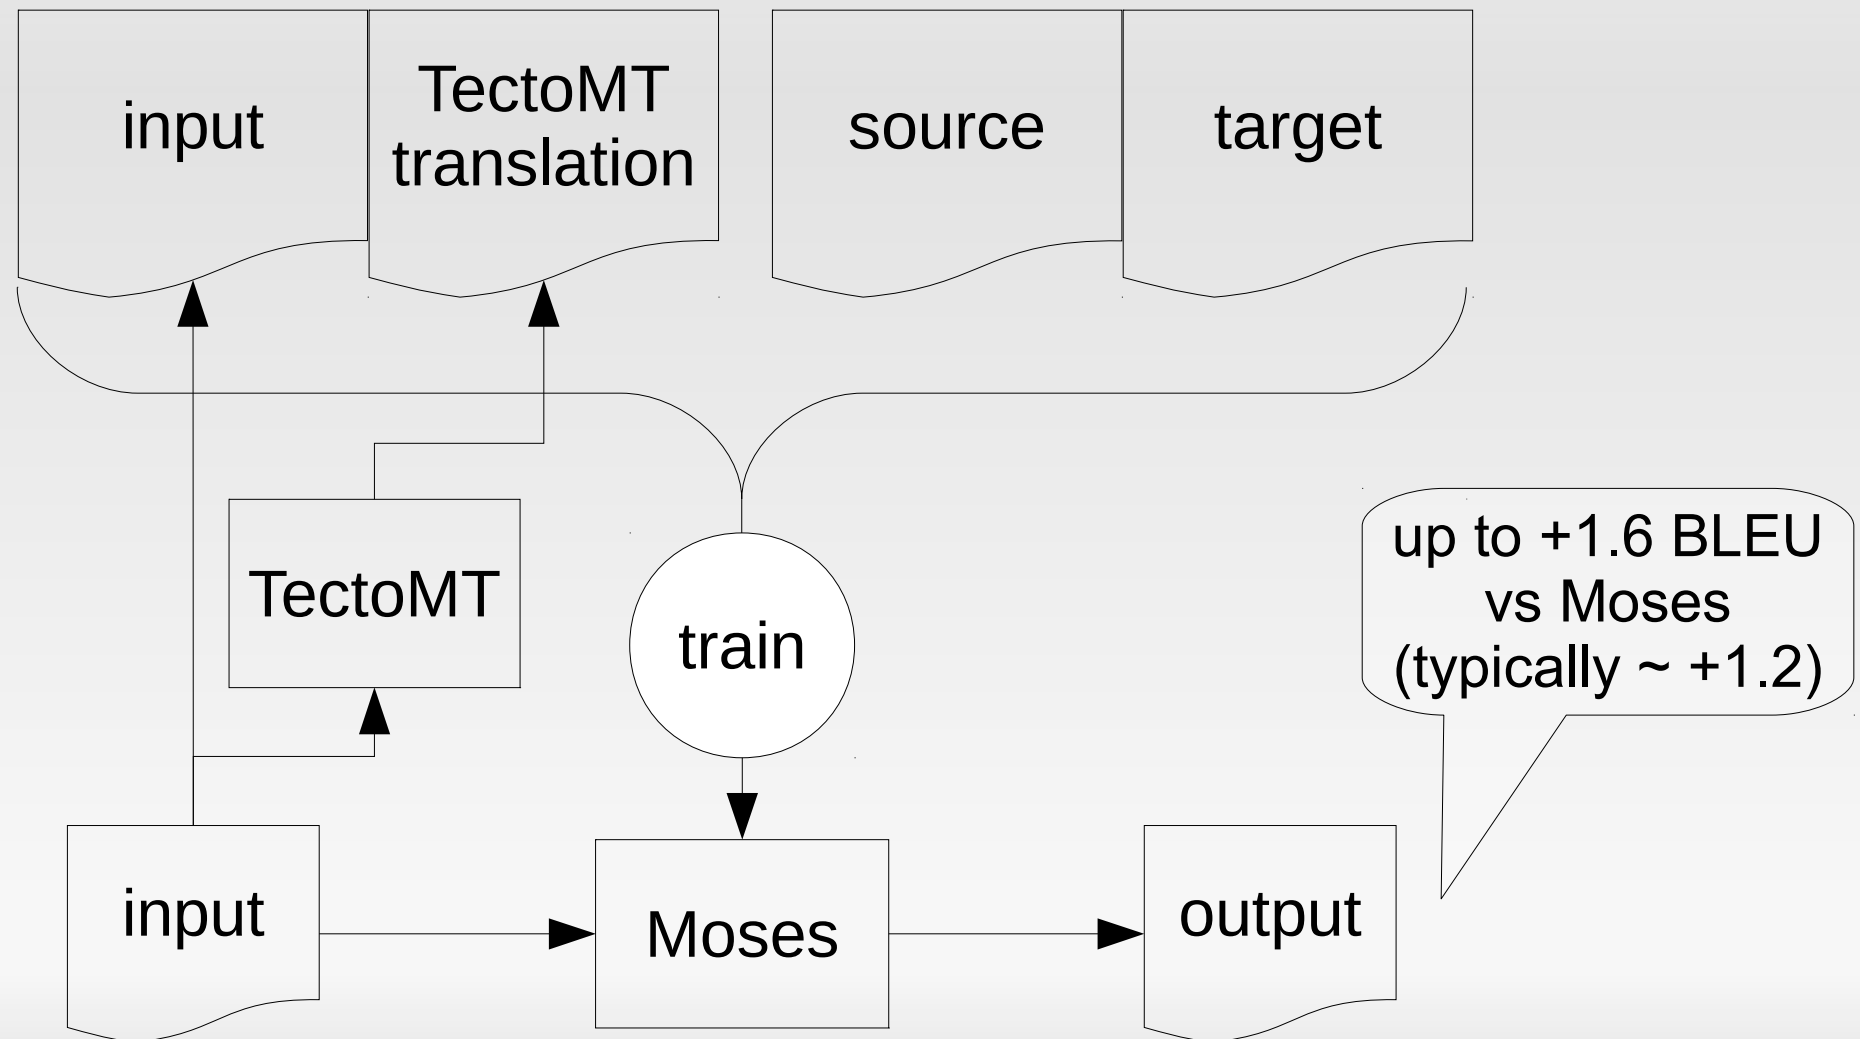 input
TectoMT
translation
source
target
TectoMT
train
up to +1.6 BLEU
vs Moses
(typically ~ +1.2)
input
Moses
output